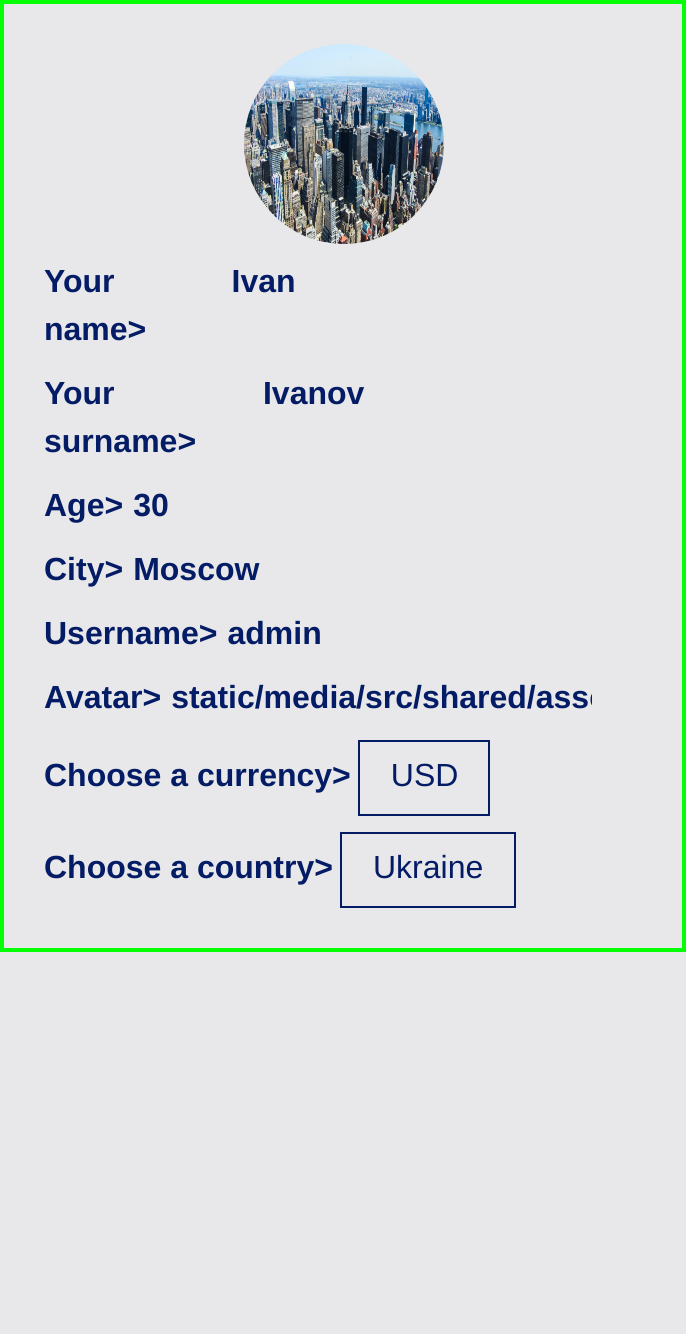 Your Ivan
name>
Your Ivanov
surname>
Age> 30
City> Moscow
Username> admin
Avatar> static/media/src/shared/ass
Choose a currency> USD
Choose a country> Ukraine